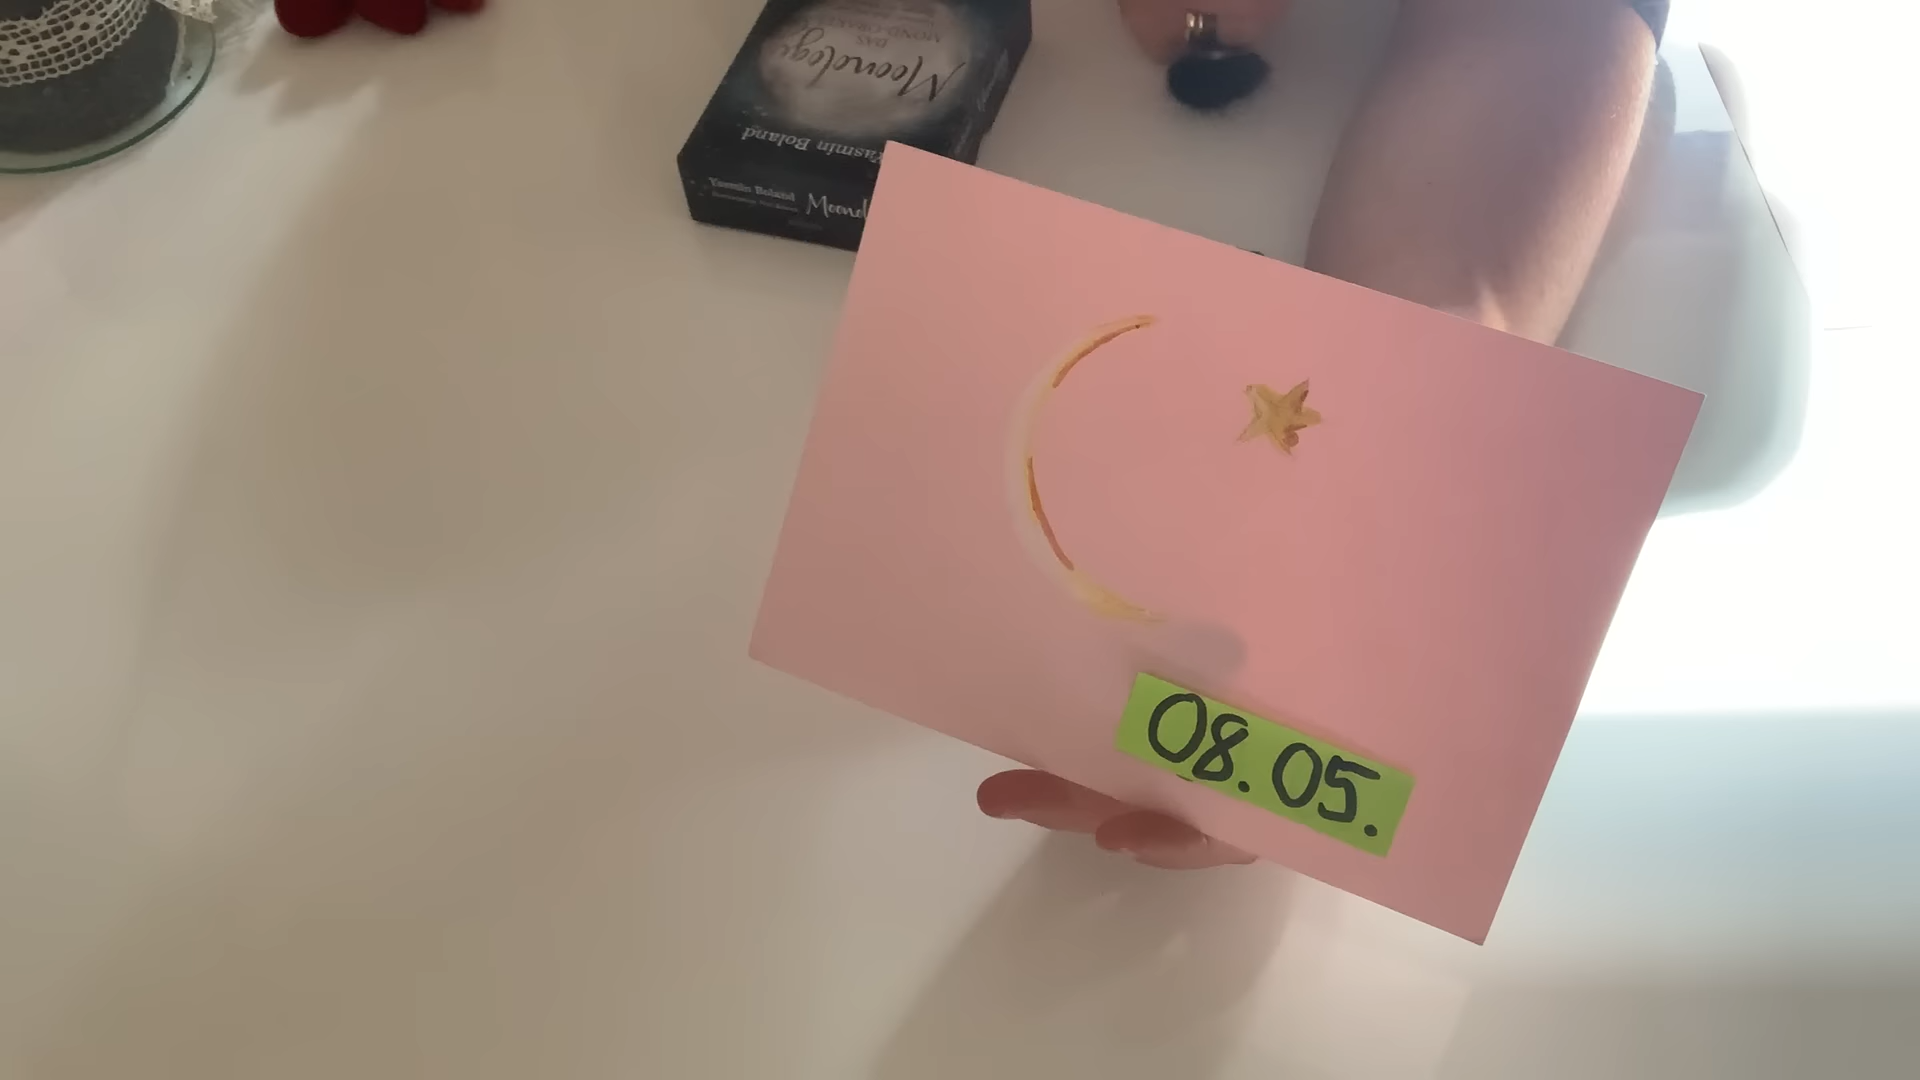 DAS
MOND-ORAKEL
Moonology
Yasmin Boland
Yasmin Boland
Moonol
08.05.